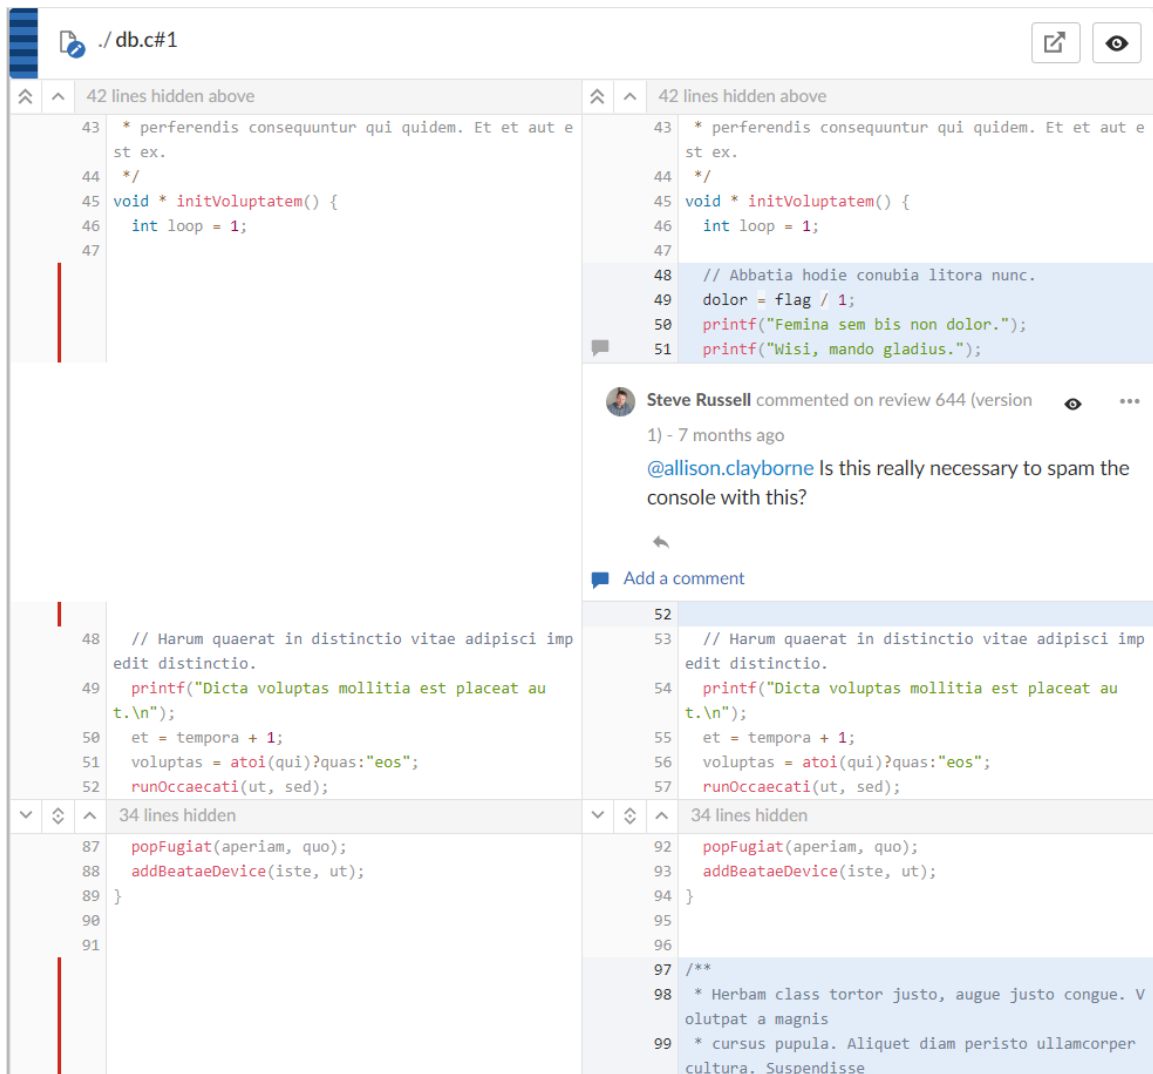 ./ db.c#1
42 lines hidden above
43 * perferendis consequuntur qui quidem. Et et aut e
st ex.
44 */
45 void * initVoluptatem() {
46 int loop = 1;
47
48 // Harum quaerat in distinctio vitae adipisci imp
edit distinctio.
49 printf("Dicta voluptas mollitia est placeat au
t.\n");
50 et = tempora + 1;
51 voluptas = atoi(qui)?quas:"eos";
52 runOccaecati(ut, sed);
34 lines hidden
87 popFugiat(aperiam, quo);
88 addBeataeDevice(iste, ut);
89 }
90
91
42 lines hidden above
43 * perferendis consequuntur qui quidem. Et et aut e
st ex.
44 */
45 void * initVoluptatem() {
46 int loop = 1;
47
48 // Abbatia hodie conubia litora nunc.
49 dolor = flag / 1;
50 printf("Femina sem bis non dolor.");
51 printf("Wisi, mando gladius.");
Steve Russell commented on review 644 (version
1) - 7 months ago
@allison.clayborne Is this really necessary to spam the
console with this?
Add a comment
52
53 // Harum quaerat in distinctio vitae adipisci imp
edit distinctio.
54 printf("Dicta voluptas mollitia est placeat au
t.\n");
55 et = tempora + 1;
56 voluptas = atoi(qui)?quas:"eos";
57 runOccaecati(ut, sed);
34 lines hidden
92 popFugiat(aperiam, quo);
93 addBeataeDevice(iste, ut);
94 }
95
96
97 /**
98 * Herbam class tortor justo, augue justo congue. V
olutpat a magnis
99 * cursus pupula. Aliquet diam peristo ullamcorper
cultura. Suspendisse